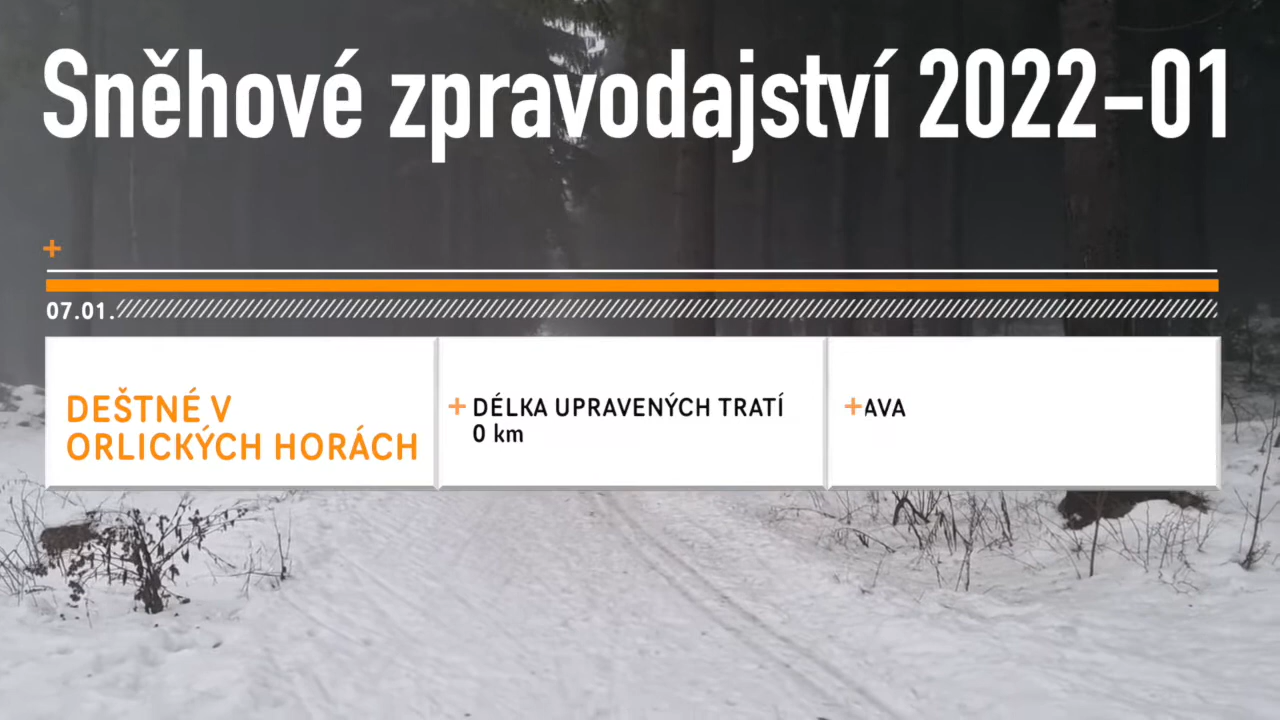 Sněhové zpravodajství 2022-01
+
07.01.
DEŠTNÉ V
ORLICKÝCH HORÁCH
+ DÉLKA UPRAVENÝCH TRATÍ
0 km
+AVA